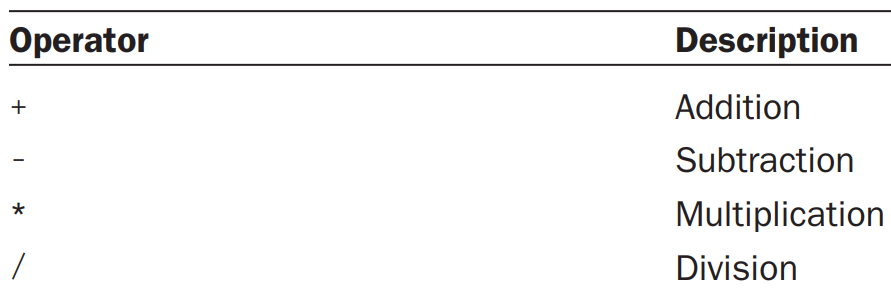 Operator Description
+ Addition
- Subtraction
* Multiplication
/ Division